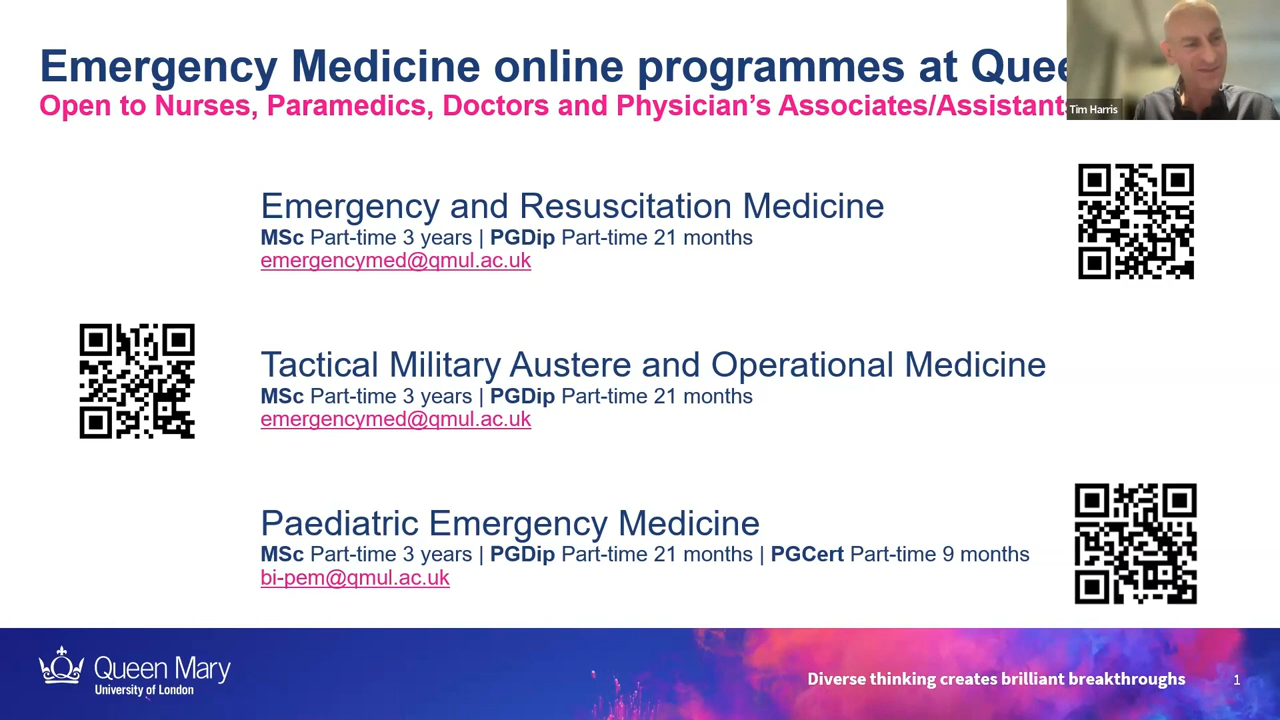 Emergency Medicine online programmes at Quee
Open to Nurses, Paramedics, Doctors and Physician’s Associates/Assistants
Tim Harris
Emergency and Resuscitation Medicine
MSc Part-time 3 years | PGDip Part-time 21 months
emergencymed@qmul.ac.uk
Tactical Military Austere and Operational Medicine
MSc Part-time 3 years | PGDip Part-time 21 months
emergencymed@qmul.ac.uk
Paediatric Emergency Medicine
MSc Part-time 3 years | PGDip Part-time 21 months | PGCert Part-time 9 months
bi-pem@qmul.ac.uk
Queen Mary
University of London
Diverse thinking creates brilliant breakthroughs
1